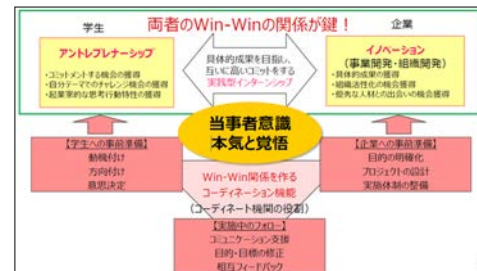 学生
両者のWin-Winの関係が鍵！
企業
アントレプレナーシップ
・コミットメントする機会の獲得
・自分テーマでのチャレンジ機会の獲得
・起業家的な思考行動特性の獲得
具体的成果を目指し、
互いに高いコミットをする
実践型インターンシップ
イノベーション
（事業開発・組織開発）
・具体的成果の獲得
・組織活性化の機会の獲得
・優秀な人材との出会いの機会獲得
当事者意識
本気と覚悟
【学生への事前準備】
動機付け
方向付け
意思決定
【企業への事前準備】
目的の明確化
プロジェクトの設計
実施体制の整備
Win-Win関係を作る
コーディネーション機能
（コーディネート機関の役割）
【実施中のフォロー】
コミュニケーション支援
目的・目標の修正
相互フィードバック